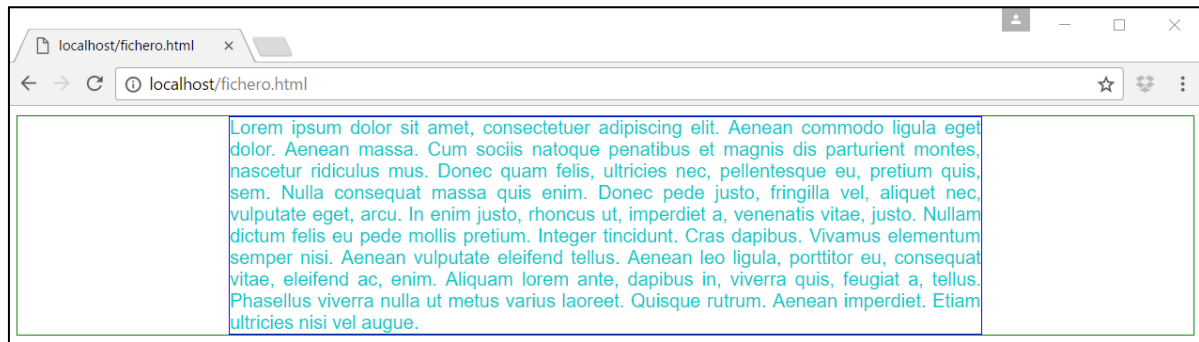 localhost/fichero.html
localhost/fichero.html
Lorem ipsum dolor sit amet, consectetuer adipiscing elit. Aenean commodo ligula eget
dolor. Aenean massa. Cum sociis natoque penatibus et magnis dis parturient montes,
nascetur ridiculus mus. Donec quam felis, ultricies nec, pellentesque eu, pretium quis,
sem. Nulla consequat massa quis enim. Donec pede justo, fringilla vel, aliquet nec,
vulputate eget, arcu. In enim justo, rhoncus ut, imperdiet a, venenatis vitae, justo. Nullam
dictum felis eu pede mollis pretium. Integer tincidunt. Cras dapibus. Vivamus elementum
semper nisi. Aenean vulputate eleifend tellus. Aenean leo ligula, porttitor eu, consequat
vitae, eleifend ac, enim. Aliquam lorem ante, dapibus in, viverra quis, feugiat a, tellus.
Phasellus viverra nulla ut metus varius laoreet. Quisque rutrum. Aenean imperdiet. Etiam
ultricies nisi vel augue.